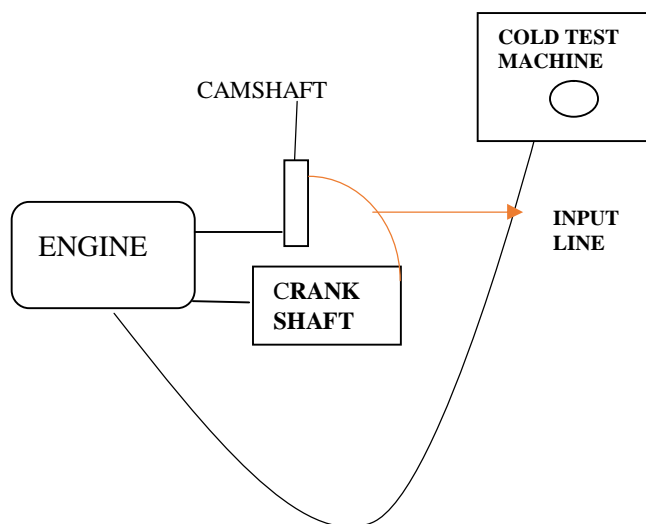 COLD TEST
MACHINE
CAMSHAFT
ENGINE
INPUT
LINE
CRANK
SHAFT